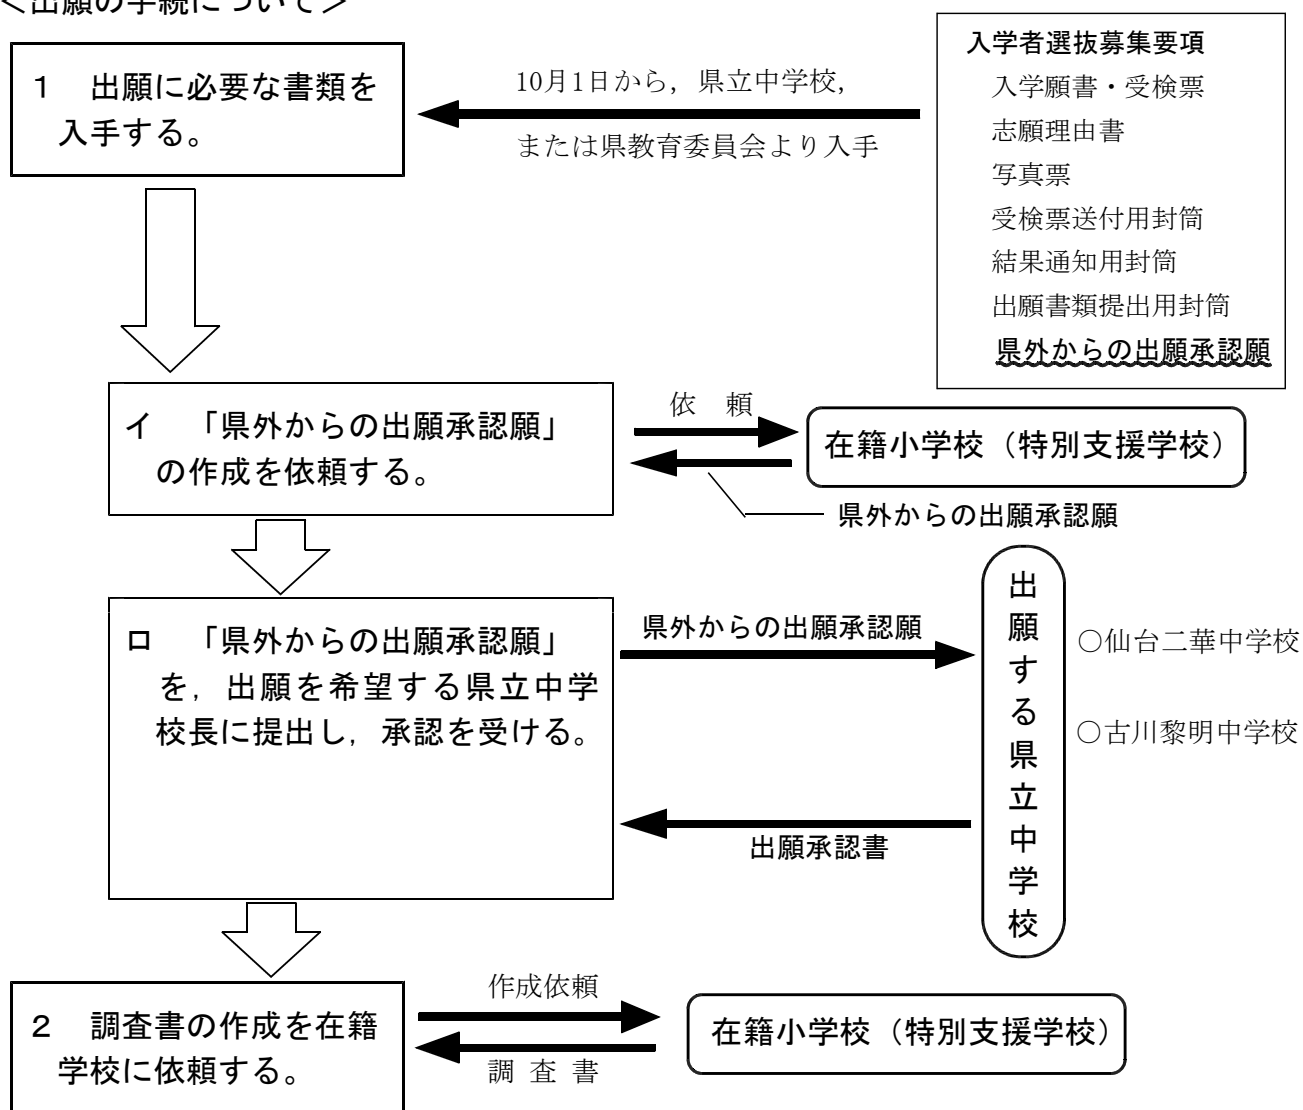 ＜出願の手続について＞
１　出願に必要な書類を
入手する。
10月1日から，県立中学校，
または県教育委員会より入手
入学者選抜募集要項
入学願書・受検票
志願理由書
写真票
受検票送付用封筒
結果通知用封筒
出願書類提出用封筒
県外からの出願承認願
イ　「県外からの出願承認願」
の作成を依頼する。
依　頼
在籍小学校（特別支援学校）
県外からの出願承認願
ロ　「県外からの出願承認願」
を，出願を希望する県立中学
校長に提出し，承認を受ける。
県外からの出願承認願
出願承認書
出願する県立中学校
○仙台二華中学校
○古川黎明中学校
２　調査書の作成を在籍
学校に依頼する。
作成依頼
調 査 書
在籍小学校（特別支援学校）